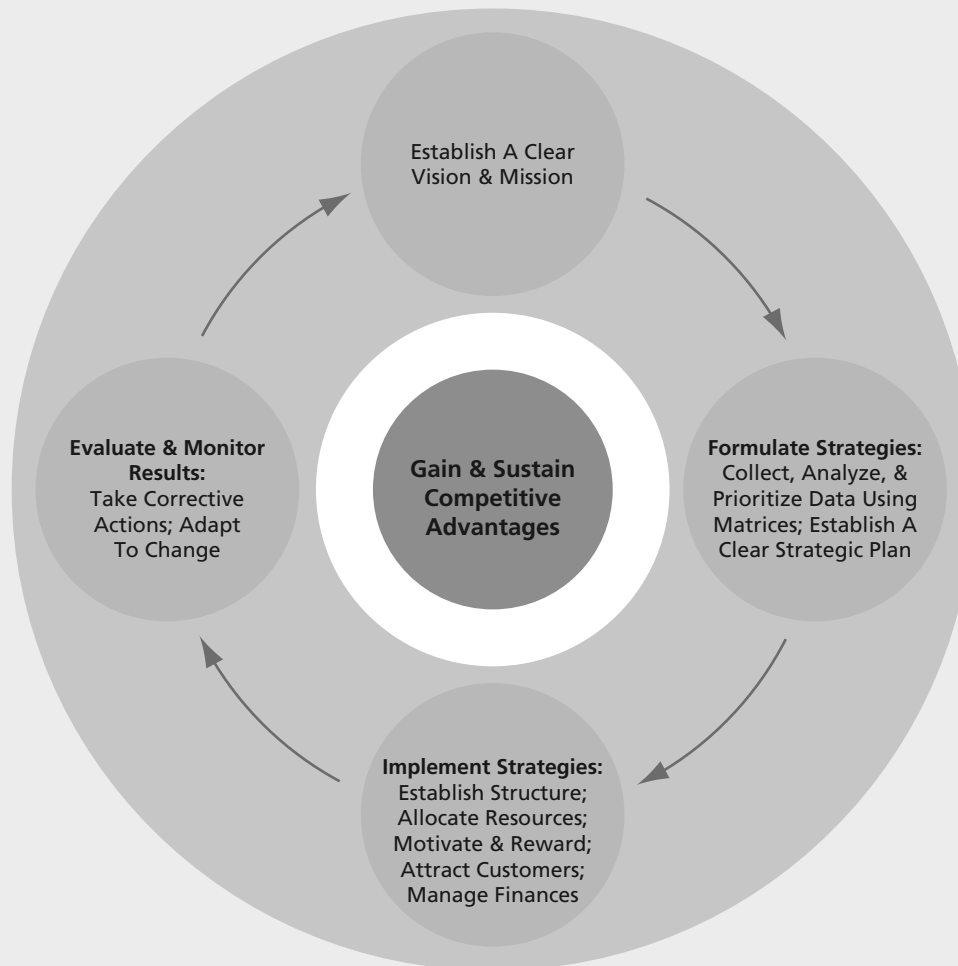 Establish A Clear
Vision & Mission
Evaluate & Monitor
Results:
Take Corrective
Actions; Adapt
To Change
Gain & Sustain
Competitive
Advantages
Formulate Strategies:
Collect, Analyze, &
Prioritize Data Using
Matrices; Establish A
Clear Strategic Plan
Implement Strategies:
Establish Structure;
Allocate Resources;
Motivate & Reward;
Attract Customers;
Manage Finances